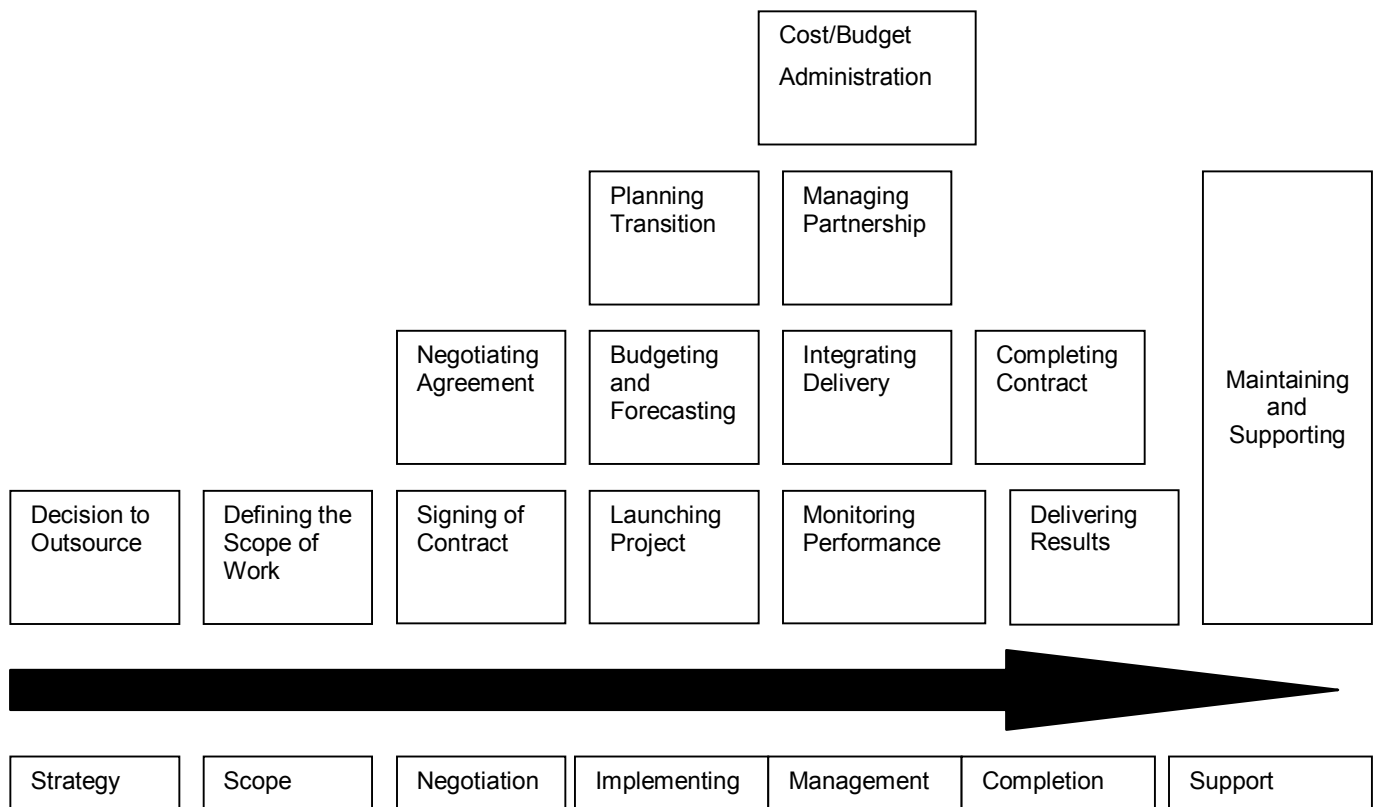 Cost/Budget
Administration
Planning
Transition
Managing
Partnership
Negotiating
Agreement
Budgeting
and
Forecasting
Integrating
Delivery
Completing
Contract
Maintaining
and
Supporting
Decision to
Outsource
Defining the
Scope of
Work
Signing of
Contract
Launching
Project
Monitoring
Performance
Delivering
Results
Strategy
Scope
Negotiation
Implementing
Management
Completion
Support